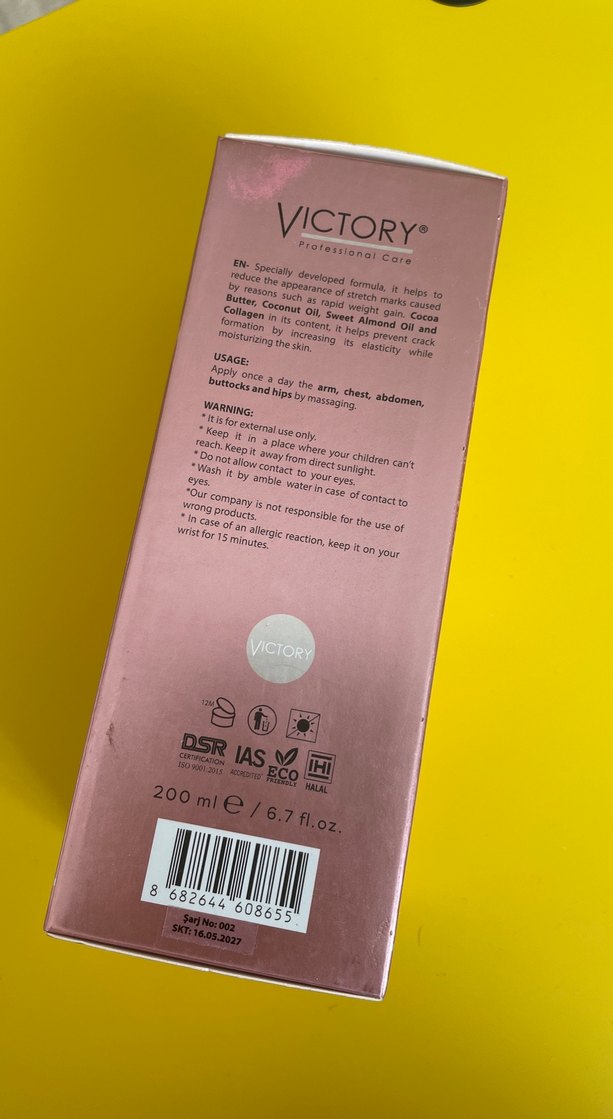 VICTORY®
Professional Care
EN- Specially developed formula, it helps to
reduce the appearance of stretch marks caused
by reasons such as rapid weight gain. Cocoa
Butter, Coconut Oil, Sweet Almond Oil and
Collagen in its content, it helps prevent crack
formation by increasing its elasticity while
moisturizing the skin.
USAGE:
Apply once a day the arm, chest, abdomen,
buttocks and hips by massaging.
WARNING:
* It is for external use only.
* Keep it in a place where your children can't
reach. Keep it away from direct sunlight.
* Do not allow contact to your eyes.
* Wash it by amble water in case of contact to
eyes.
*Our company is not responsible for the use of
wrong products.
* In case of an allergic reaction, keep it on your
wrist for 15 minutes.
VICTORY
12M
DSR
CERTIFICATION
ISO 9001:2015
IAS
ACCREDITED
ECO
FRIENDLY
HALAL
200 ml e / 6.7 fl.oz.
8 682644 608655
Şarj No: 002
SKT: 16.05.2027